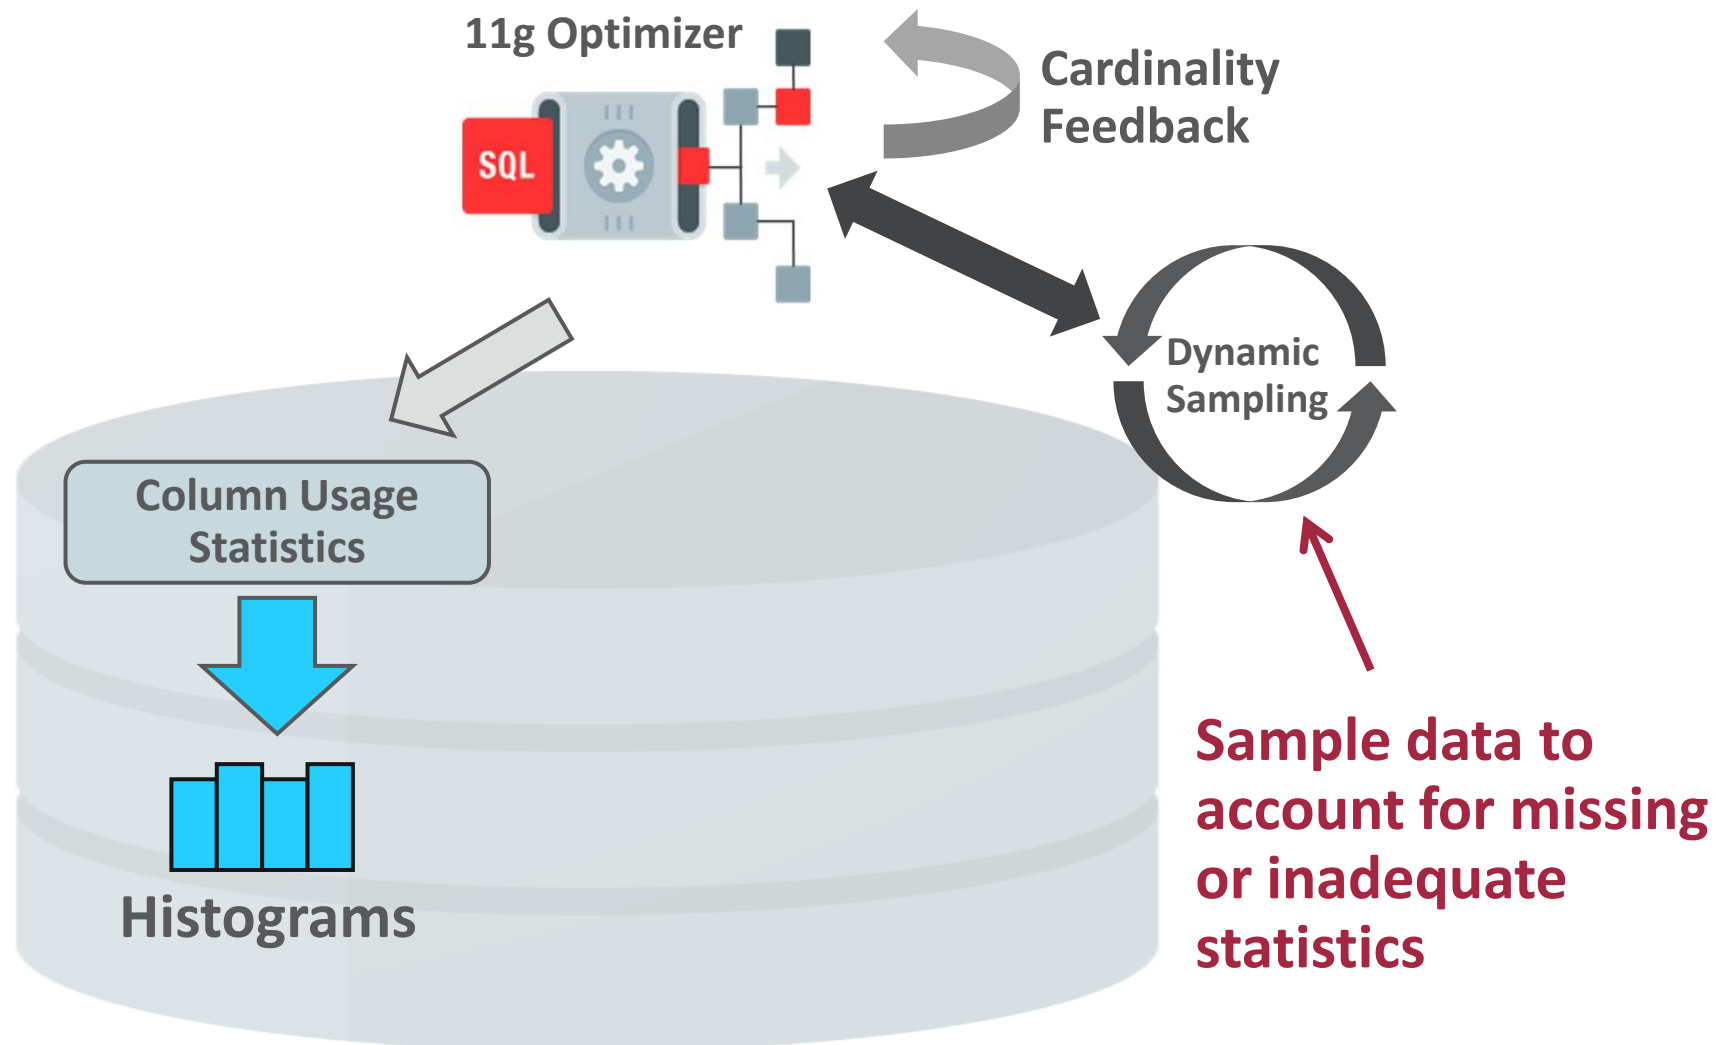 11g Optimizer
Cardinality
Feedback
SQL
Dynamic
Sampling
Column Usage
Statistics
Histograms
Sample data to
account for missing
or inadequate
statistics